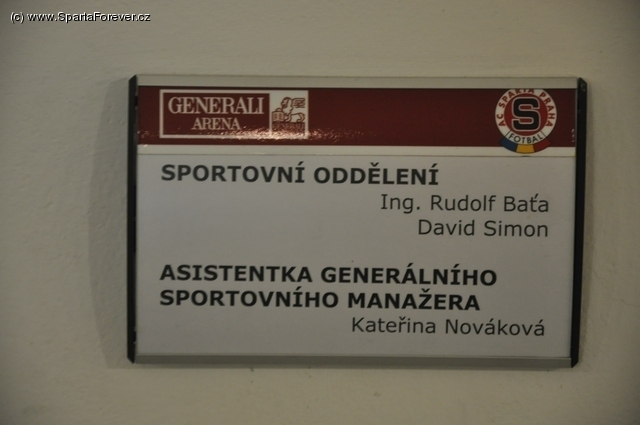 (c) www.SpartaForever.cz
GENERALI
ARENA
AC SPARTA PRAHA
S
FOTBAL
SPORTOVNÍ ODDĚLENÍ
Ing. Rudolf Baťa
David Simon
ASISTENTKA GENERÁLNÍHO
SPORTOVNÍHO MANAŽERA
Kateřina Nováková